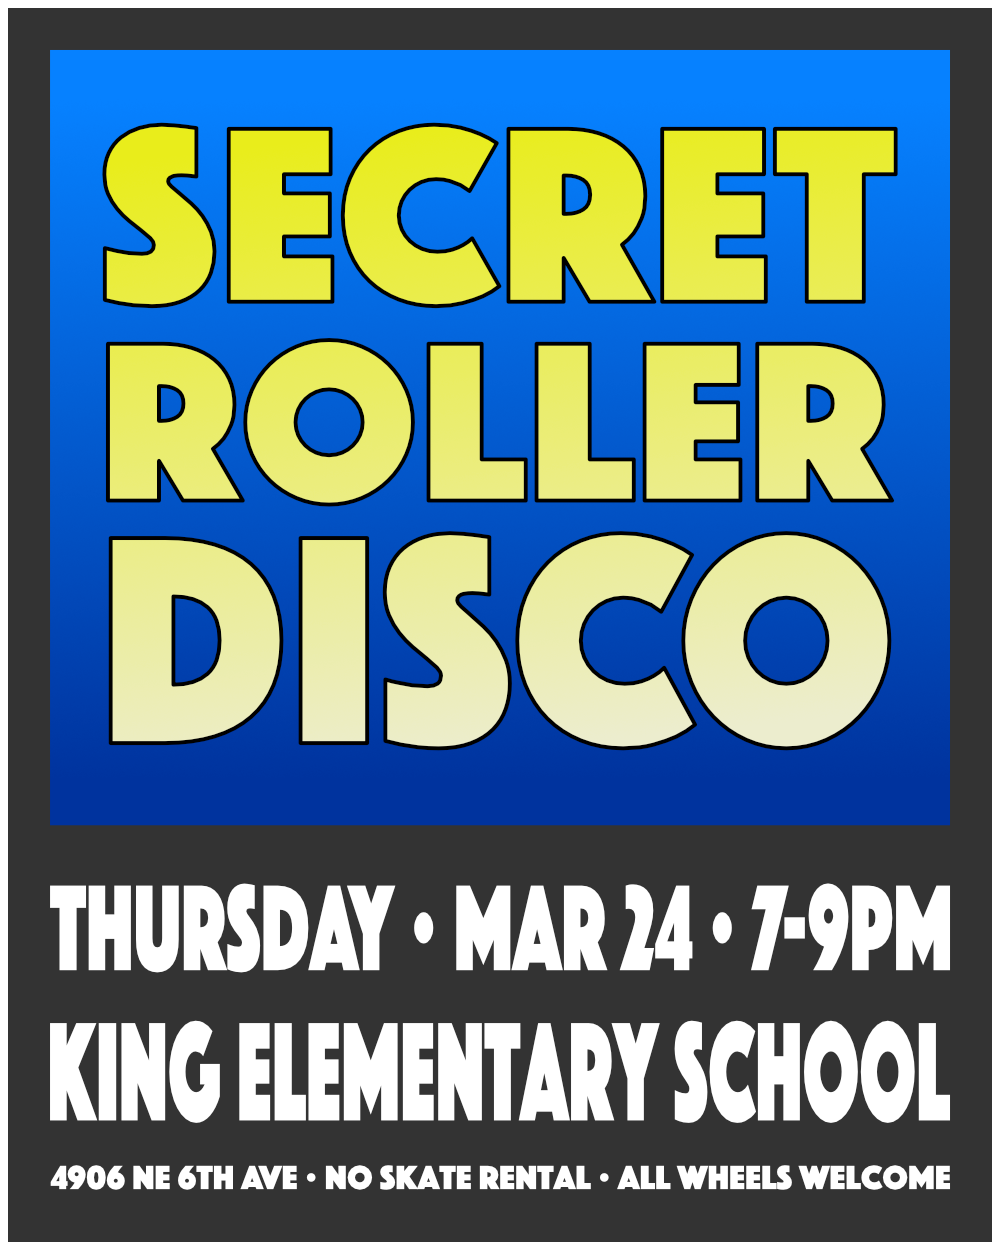 SECRET
ROLLER
DISCO
THURSDAY • MAR 24 • 7-9PM
KING ELEMENTARY SCHOOL
4906 NE 6TH AVE • NO SKATE RENTAL • ALL WHEELS WELCOME